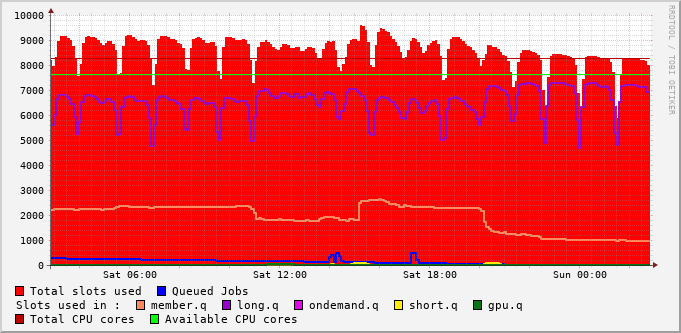 10000
9000
8000
7000
6000
5000
4000
3000
2000
1000
0
Sat 06:00 Sat 12:00 Sat 18:00 Sun 00:00
Total slots used Queued Jobs
Slots used in : member.q long.q ondemand.q short.q gpu.q
Total CPU cores Available CPU cores
RRDTOOL / TOBI OETIKER